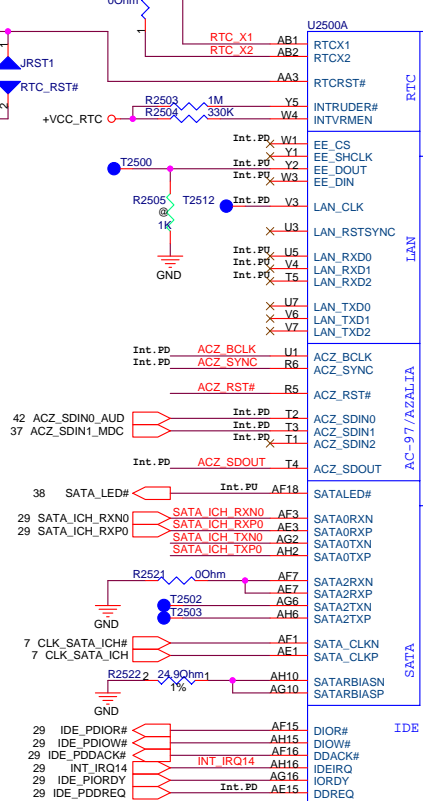 0Ohm
U2500A
1
RTC_X1 AB1 RTCX1
RTC_X2 AB2 RTCX2
1
JRST1
AA3 RTCRST#
RTC_RST#
RTC
2
R2503 1M Y5 INTRUDER#
R2504 330K W4 INTVRMEN
+VCC_RTC
Int.PD W1 EE_CS
Y1 EE_SHCLK
T2500 Int.PU Y2 EE_DOUT
Int.PU W3 EE_DIN
R2505 T2512 Int.PD V3 LAN_CLK
@
1K
U3 LAN_RSTSYNC
LAN
Int.PU U5 LAN_RXD0
Int.PU V4 LAN_RXD1
Int.PU T5 LAN_RXD2
GND
U7 LAN_TXD0
V6 LAN_TXD1
V7 LAN_TXD2
Int.PD ACZ_BCLK U1 ACZ_BCLK
Int.PD ACZ_SYNC R6 ACZ_SYNC
ACZ_RST# R5 ACZ_RST#
AC-97/AZALIA
42 ACZ_SDIN0_AUD Int.PD T2 ACZ_SDIN0
37 ACZ_SDIN1_MDC Int.PD T3 ACZ_SDIN1
Int.PD T1 ACZ_SDIN2
Int.PD ACZ_SDOUT T4 ACZ_SDOUT
38 SATA_LED# Int.PU AF18 SATALED#
29 SATA_ICH_RXN0 SATA_ICH_RXN0 AF3 SATA0RXN
29 SATA_ICH_RXP0 SATA_ICH_RXP0 AE3 SATA0RXP
SATA_ICH_TXN0 AG2 SATA0TXN
SATA_ICH_TXP0 AH2 SATA0TXP
R2521 0Ohm AF7 SATA2RXN
AE7 SATA2RXP
T2502 AG6 SATA2TXN
T2503 AH6 SATA2TXP
GND
7 CLK_SATA_ICH# AF1 SATA_CLKN
7 CLK_SATA_ICH AE1 SATA_CLKP
SATA
R2522 2 24.9Ohm 1 AH10 SATARBIASN
1% AG10 SATARBIASP
GND
IDE
29 IDE_PDIOR# AF15 DIOR#
29 IDE_PDIOW# AH15 DIOW#
29 IDE_PDDACK# AF16 DDACK#
29 INT_IRQ14 INT_IRQ14 AH16 IDEIRQ
29 IDE_PIORDY AG16 IORDY
29 IDE_PDDREQ Int.PD AE15 DDREQ